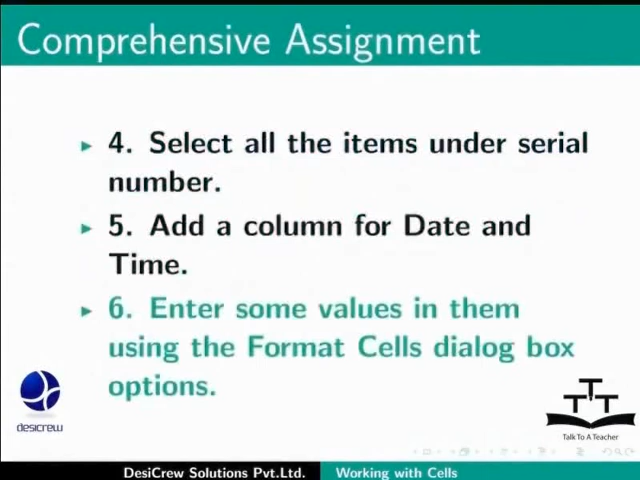 Comprehensive Assignment
4. Select all the items under serial
number.
5. Add a column for Date and
Time.
6. Enter some values in them
using the Format Cells dialog box
options.
desicrew
TTT
Talk To A Teacher
DesiCrew Solutions Pvt.Ltd.
Working with Cells